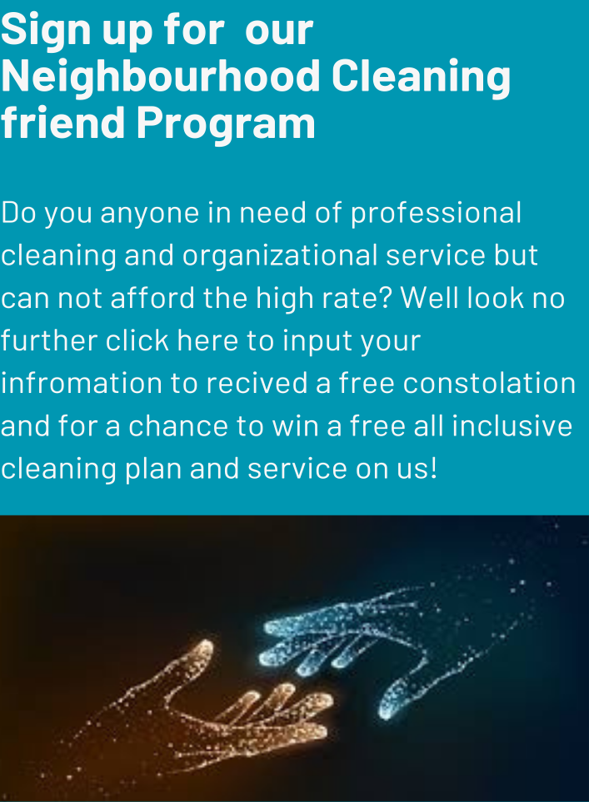 Sign up for  our
Neighbourhood Cleaning
friend Program
Do you anyone in need of professional
cleaning and organizational service but
can not afford the high rate? Well look no
further click here to input your
infromation to recived a free constolation
and for a chance to win a free all inclusive
cleaning plan and service on us!